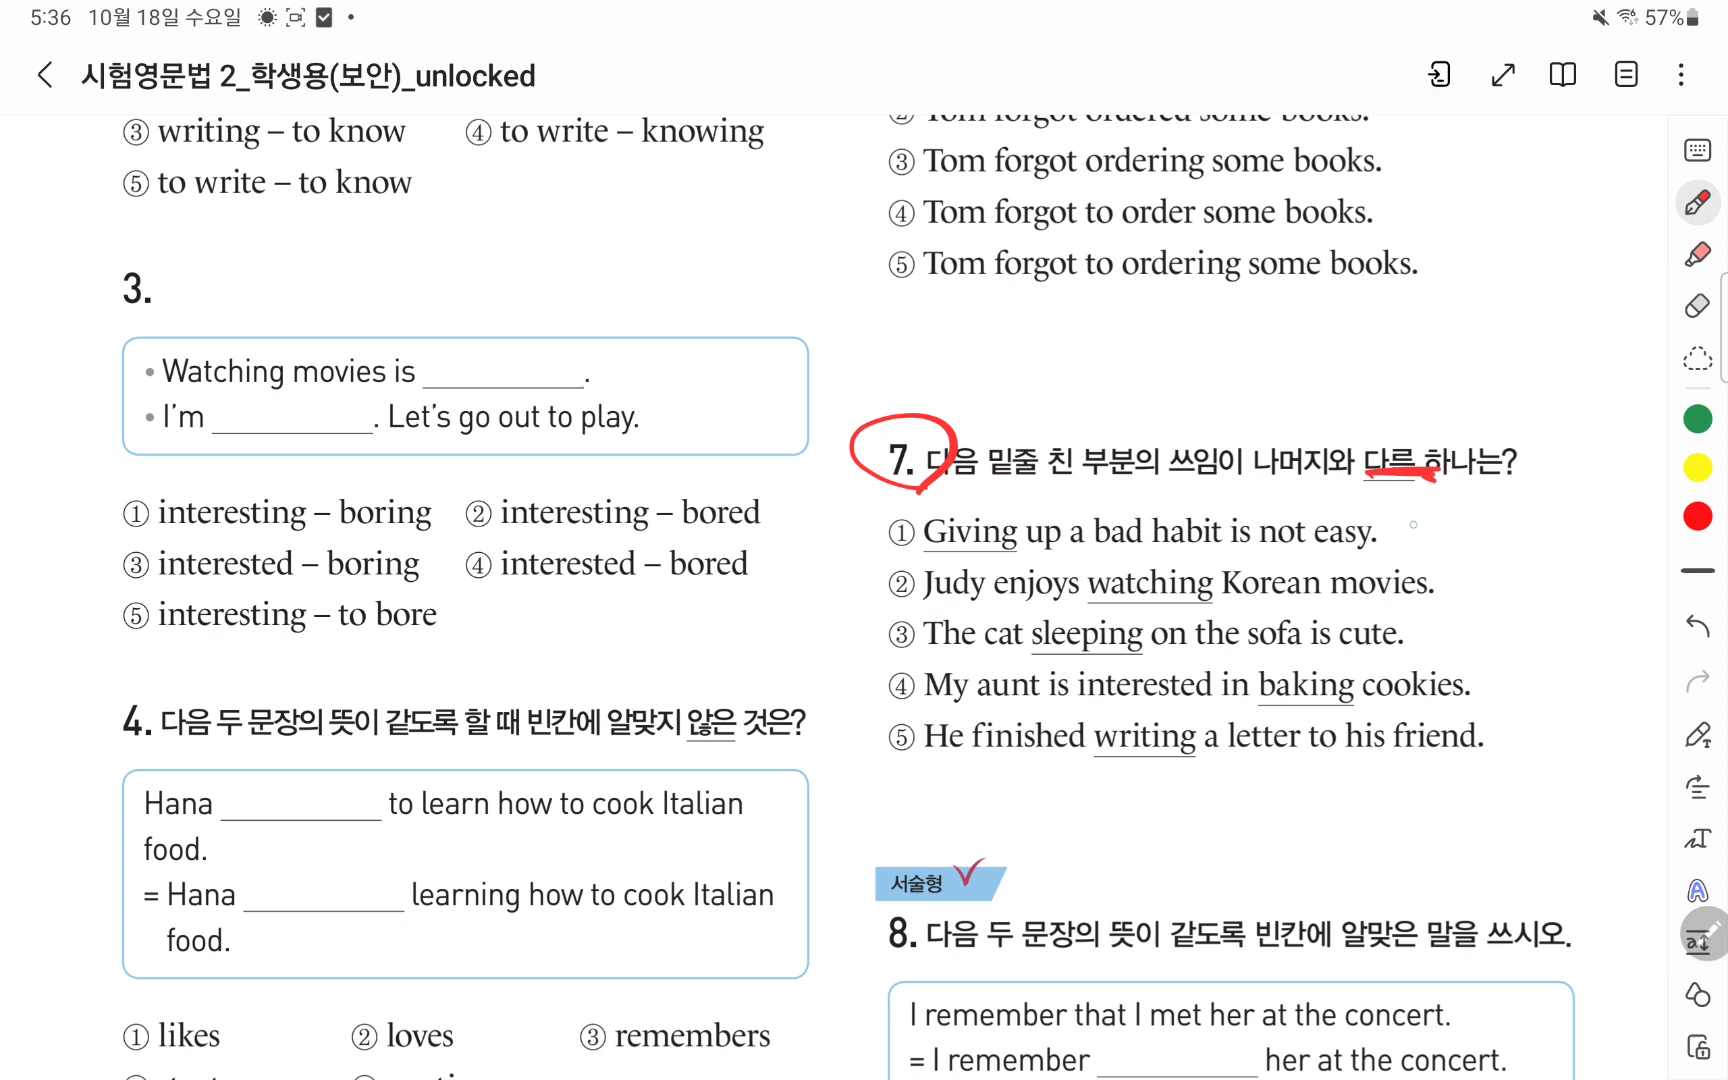 5:36 10월 18일 수요일
57%
시험영문법 2_학생용(보안)_unlocked
③ writing – to know ④ to write – knowing
⑤ to write – to know
3.
• Watching movies is __________.
• I'm __________. Let's go out to play.
① interesting – boring ② interesting – bored
③ interested – boring ④ interested – bored
⑤ interesting – to bore
4. 다음 두 문장의 뜻이 같도록 할 때 빈칸에 알맞지 않은 것은?
Hana __________ to learn how to cook Italian
food.
= Hana __________ learning how to cook Italian
food.
① likes ② loves ③ remembers
② Tom forgot ordered some books.
③ Tom forgot ordering some books.
④ Tom forgot to order some books.
⑤ Tom forgot to ordering some books.
7. 다음 밑줄 친 부분의 쓰임이 나머지와 다른 하나는?
① Giving up a bad habit is not easy.
② Judy enjoys watching Korean movies.
③ The cat sleeping on the sofa is cute.
④ My aunt is interested in baking cookies.
⑤ He finished writing a letter to his friend.
서술형
8. 다음 두 문장의 뜻이 같도록 빈칸에 알맞은 말을 쓰시오.
I remember that I met her at the concert.
= I remember __________ her at the concert.